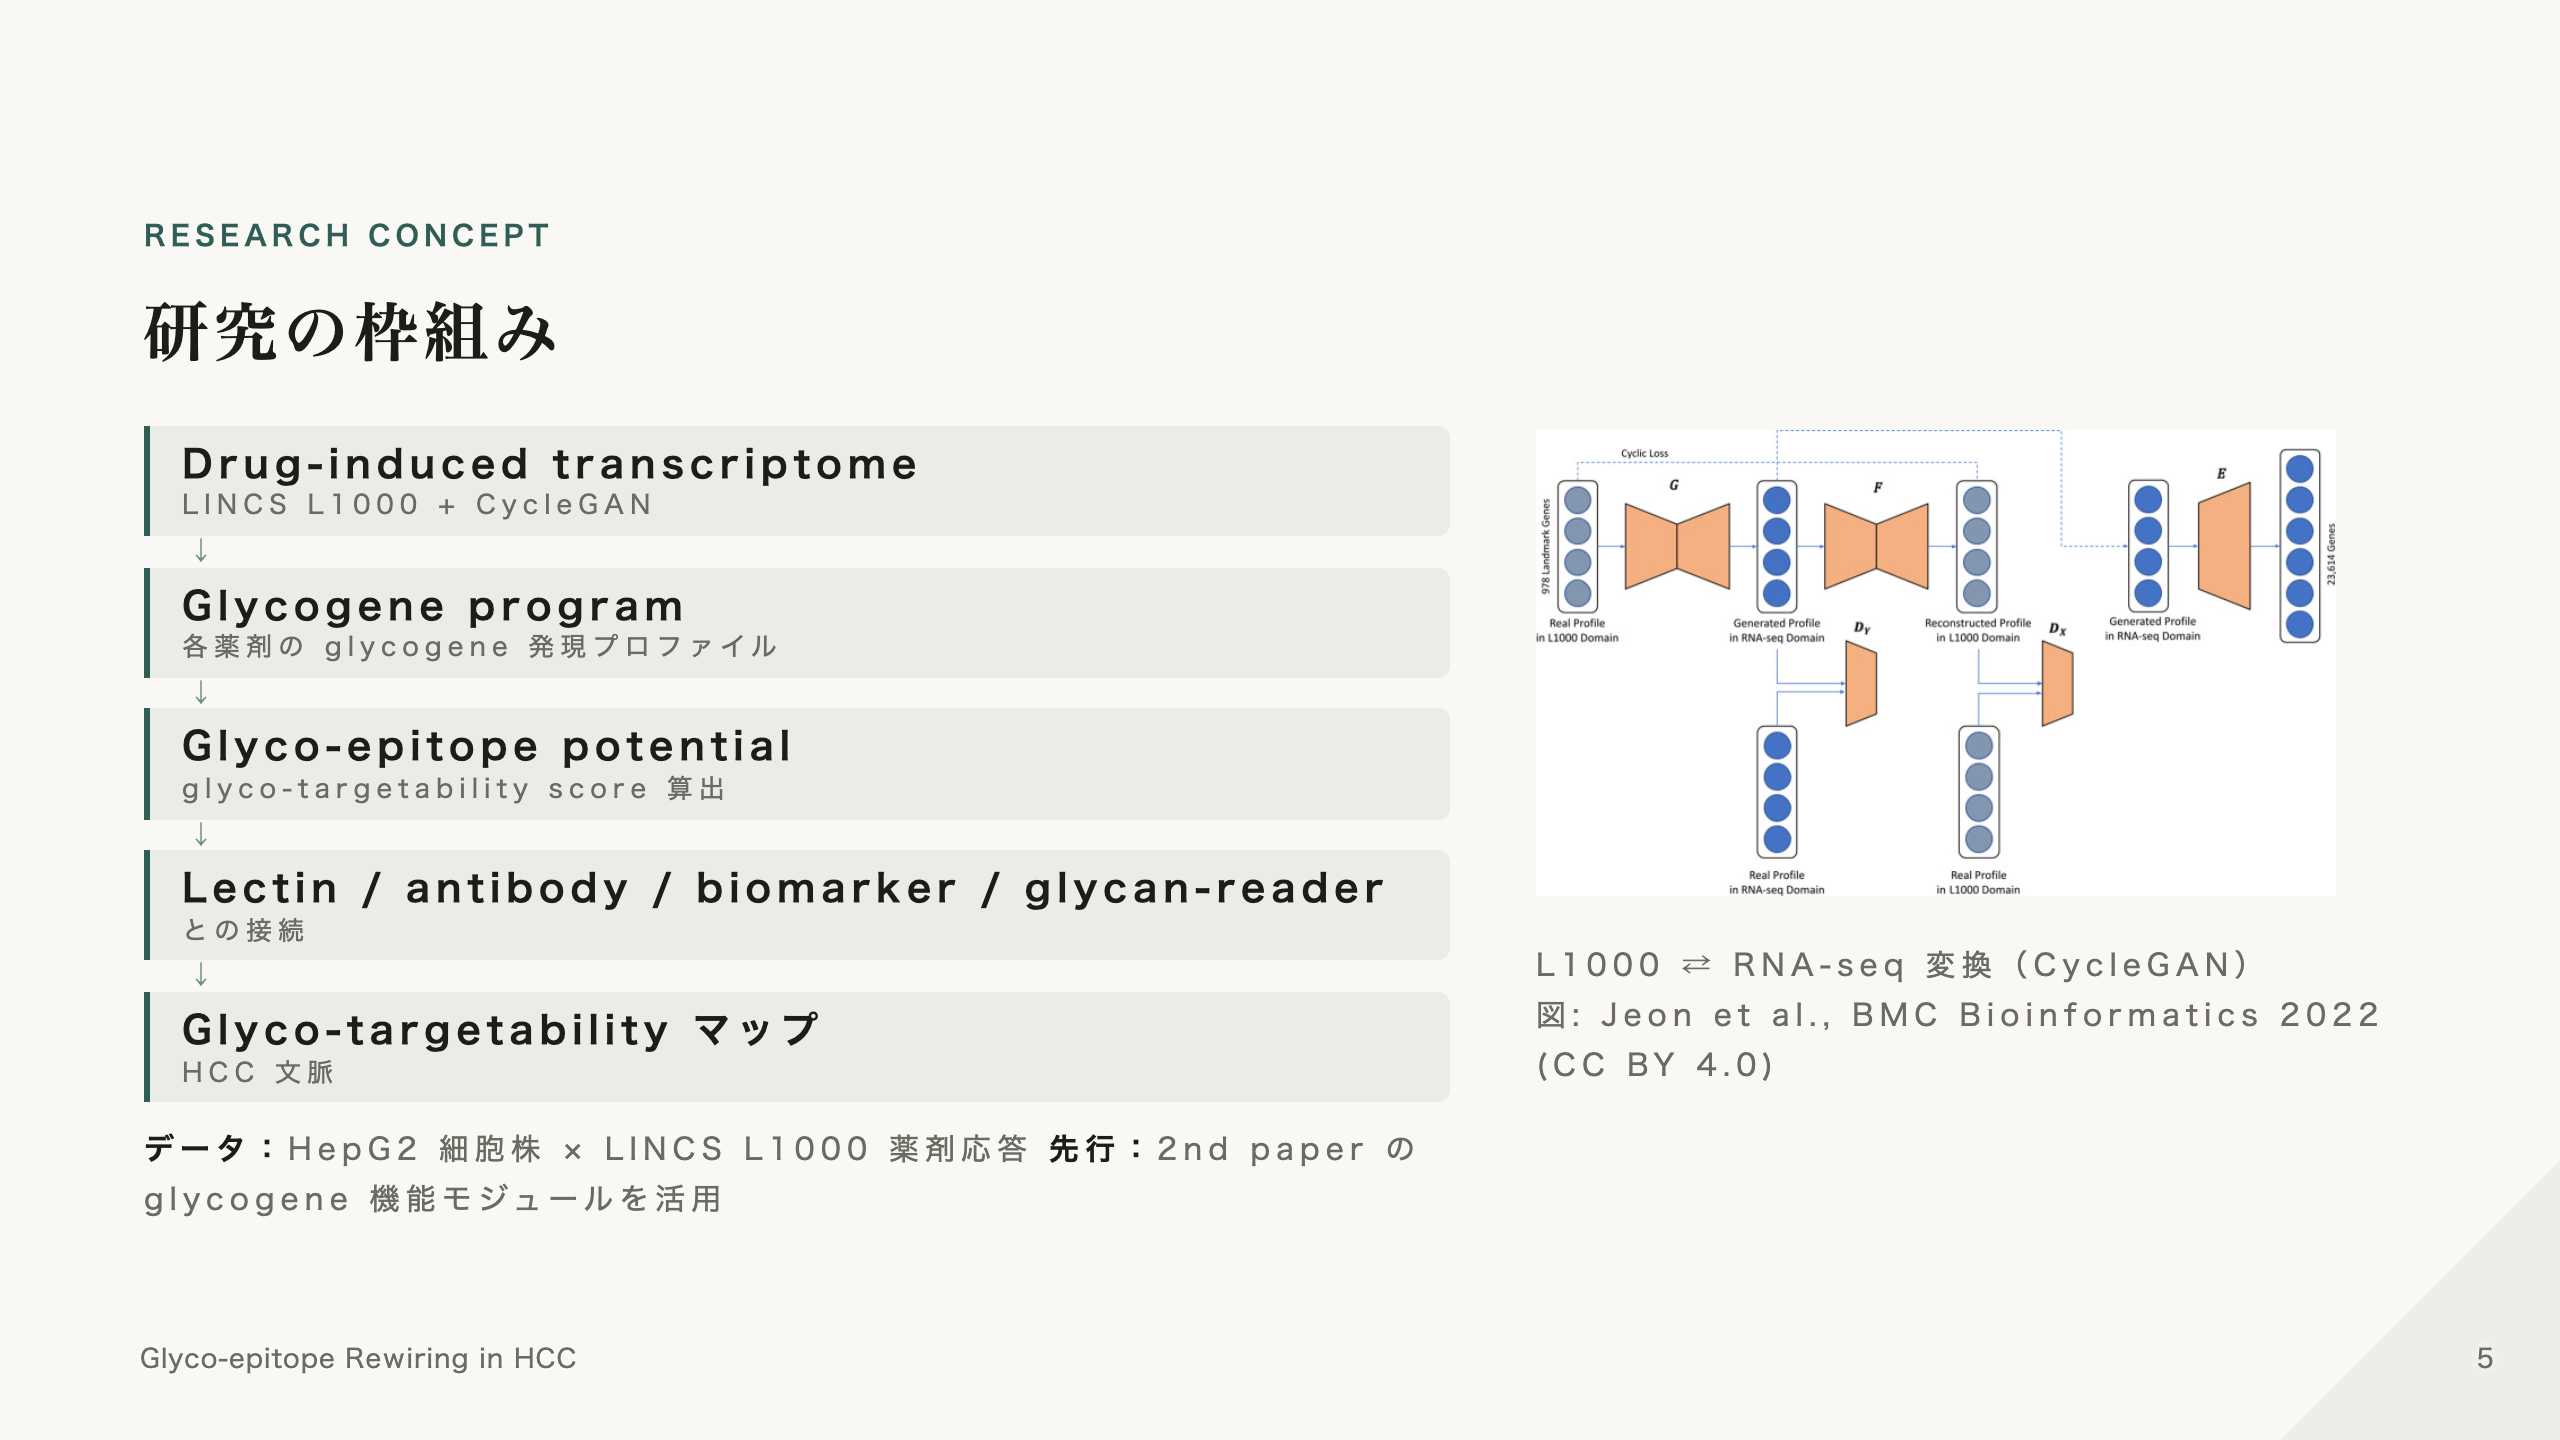 RESEARCH CONCEPT
研究の枠組み
Drug-induced transcriptome
LINCS L1000 + CycleGAN
↓
Glycogene program
各薬剤の glycogene 発現プロファイル
↓
Glyco-epitope potential
glyco-targetability score 算出
↓
Lectin / antibody / biomarker / glycan-reader
との接続
↓
Glyco-targetability マップ
HCC 文脈
データ：HepG2 細胞株 × LINCS L1000 薬剤応答 先行：2nd paper の
glycogene 機能モジュールを活用
Cyclic Loss
G
F
E
978 Landmark Genes
23,614 Genes
Real Profile
in L1000 Domain
Generated Profile
in RNA-seq Domain
D_Y
Reconstructed Profile
in L1000 Domain
D_X
Generated Profile
in RNA-seq Domain
Real Profile
in RNA-seq Domain
Real Profile
in L1000 Domain
L1000 ⇄ RNA-seq 変換（CycleGAN）
図: Jeon et al., BMC Bioinformatics 2022
(CC BY 4.0)
Glyco-epitope Rewiring in HCC
5